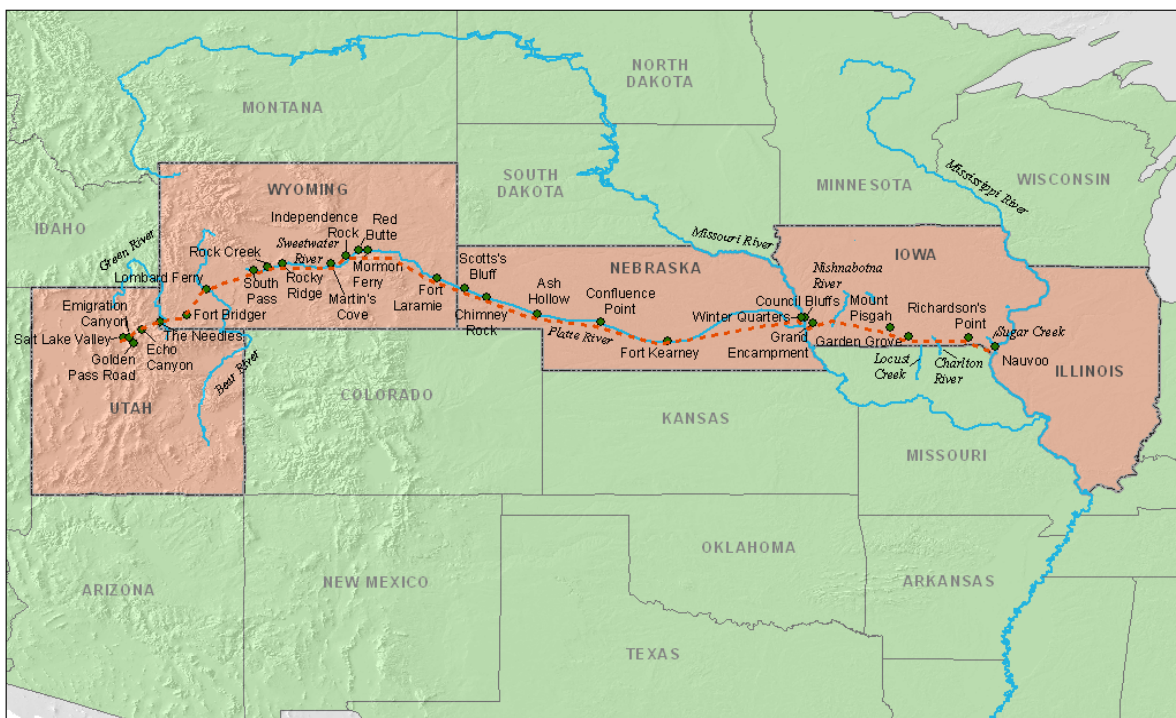 NORTH
DAKOTA
MONTANA
MINNESOTA
Mississippi River
WISCONSIN
SOUTH
DAKOTA
WYOMING
IDAHO
Green River
Independence
Rock
Red
Butte
Rock Creek
Sweetwater
River
Missouri River
IOWA
Lombard Ferry
South
Pass
Rocky
Ridge
Martin's
Cove
Mormon
Ferry
Fort
Laramie
Scotts's
Bluff
Chimney
Rock
NEBRASKA
Ash
Hollow
Confluence
Point
Platte River
Fort Kearney
Nishnabotna
River
Council Bluffs
Winter Quarters
Grand
Encampment
Mount
Pisgah
Garden Grove
Richardson's
Point
Sugar Creek
Nauvoo
Locust
Creek
Charlton
River
ILLINOIS
Emigration
Canyon
Salt Lake Valley
Golden
Pass Road
Echo
Canyon
The Needles
Fort Bridger
Bear River
UTAH
COLORADO
KANSAS
MISSOURI
ARIZONA
NEW MEXICO
OKLAHOMA
ARKANSAS
TEXAS